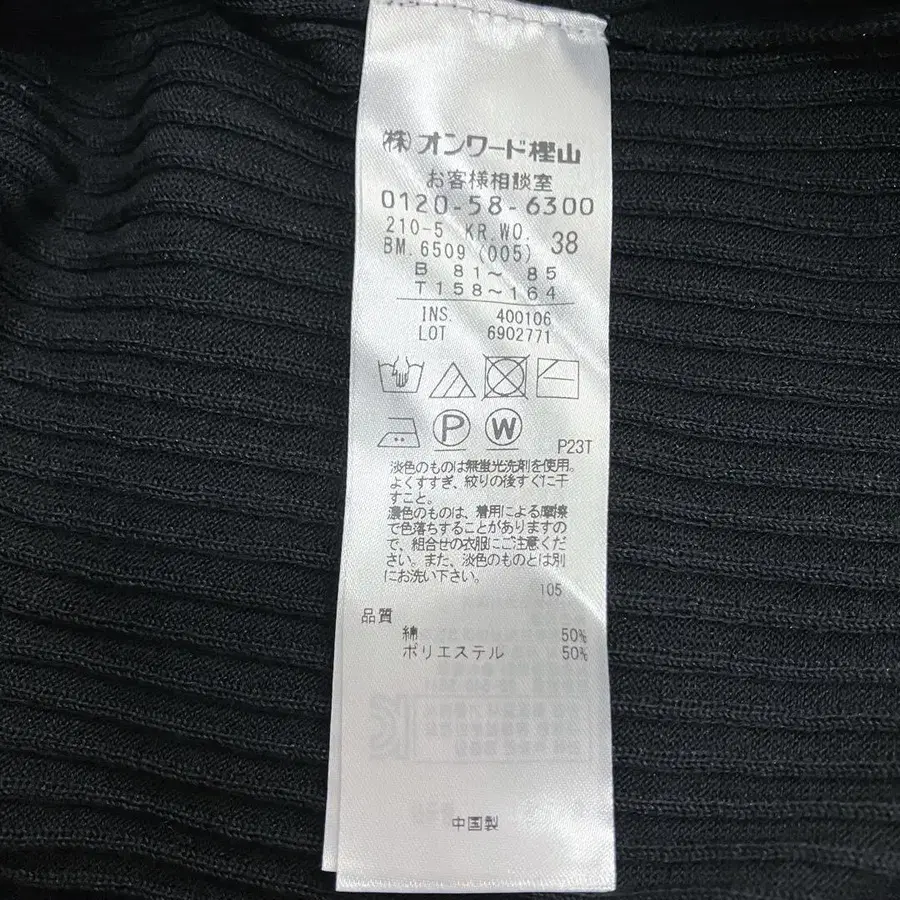 ㈱オンワード樫山
お客様相談室
0120-58-6300
210-5 KR.WO. 38
BM.6509 (005)
B 81〜 85
T158〜164
INS. 400106
LOT 6902771
P W
P23T
淡色のものは無蛍光洗剤を使用。
よくすすぎ、絞りの後すぐに干
すこと。
濃色のものは、着用による摩擦
で色落ちすることがありますの
で、組合せの衣服にご注意くだ
さい。また、淡色のものとは別
にお洗い下さい。
105
品質
綿 50%
ポリエステル 50%
中国製